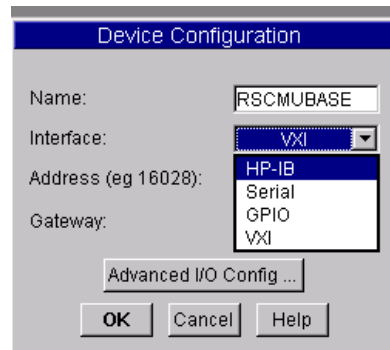 Device Configuration
Name: RSCMUBASE
Interface: VXI
Address (eg 16028): HP-IB
Serial
Gateway: GPIO
VXI
Advanced I/O Config ...
OK Cancel Help